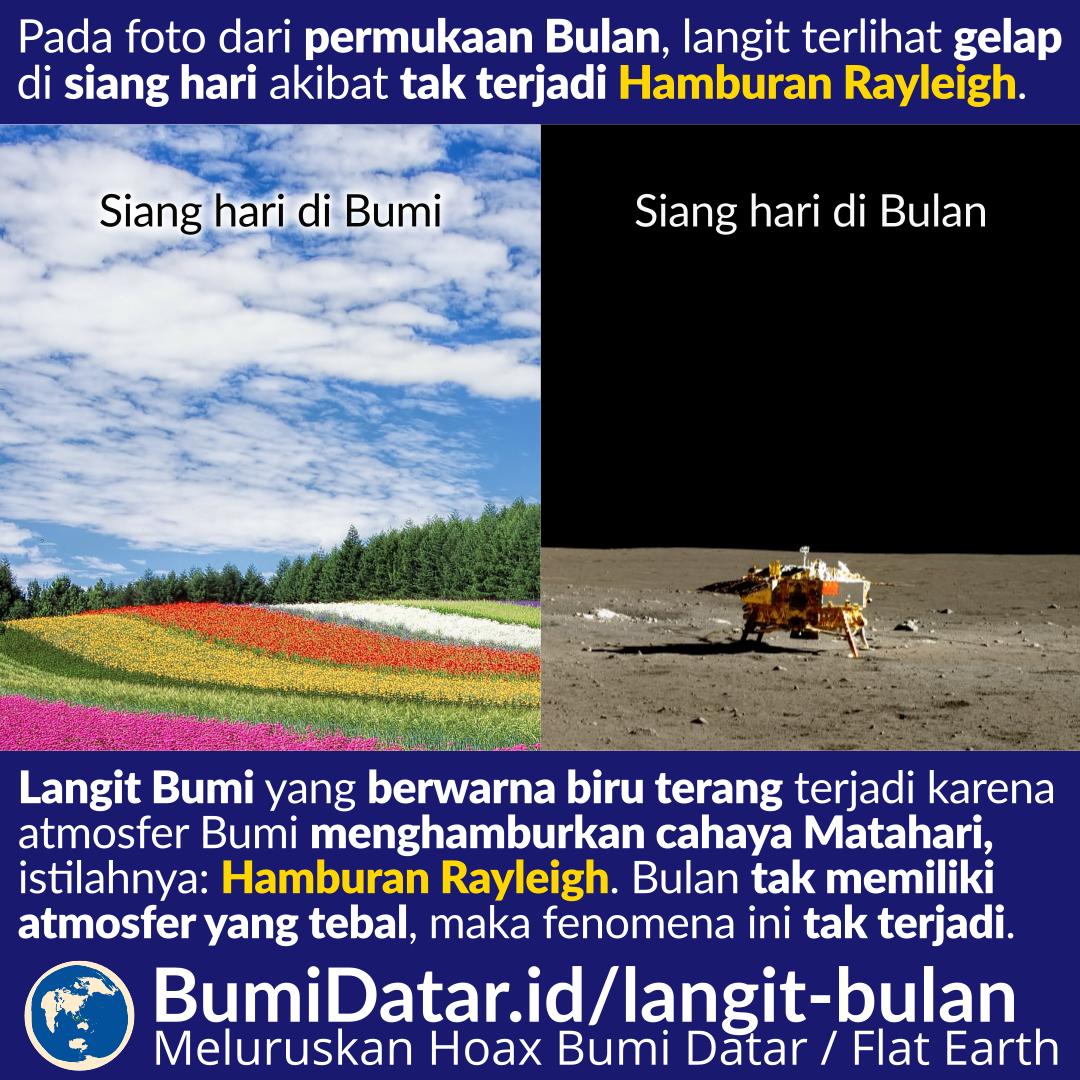 Pada foto dari permukaan Bulan, langit terlihat gelap
di siang hari akibat tak terjadi Hamburan Rayleigh.
Siang hari di Bumi
Siang hari di Bulan
Langit Bumi yang berwarna biru terang terjadi karena
atmosfer Bumi menghamburkan cahaya Matahari,
istilahnya: Hamburan Rayleigh. Bulan tak memiliki
atmosfer yang tebal, maka fenomena ini tak terjadi.
BumiDatar.id/langit-bulan
Meluruskan Hoax Bumi Datar / Flat Earth